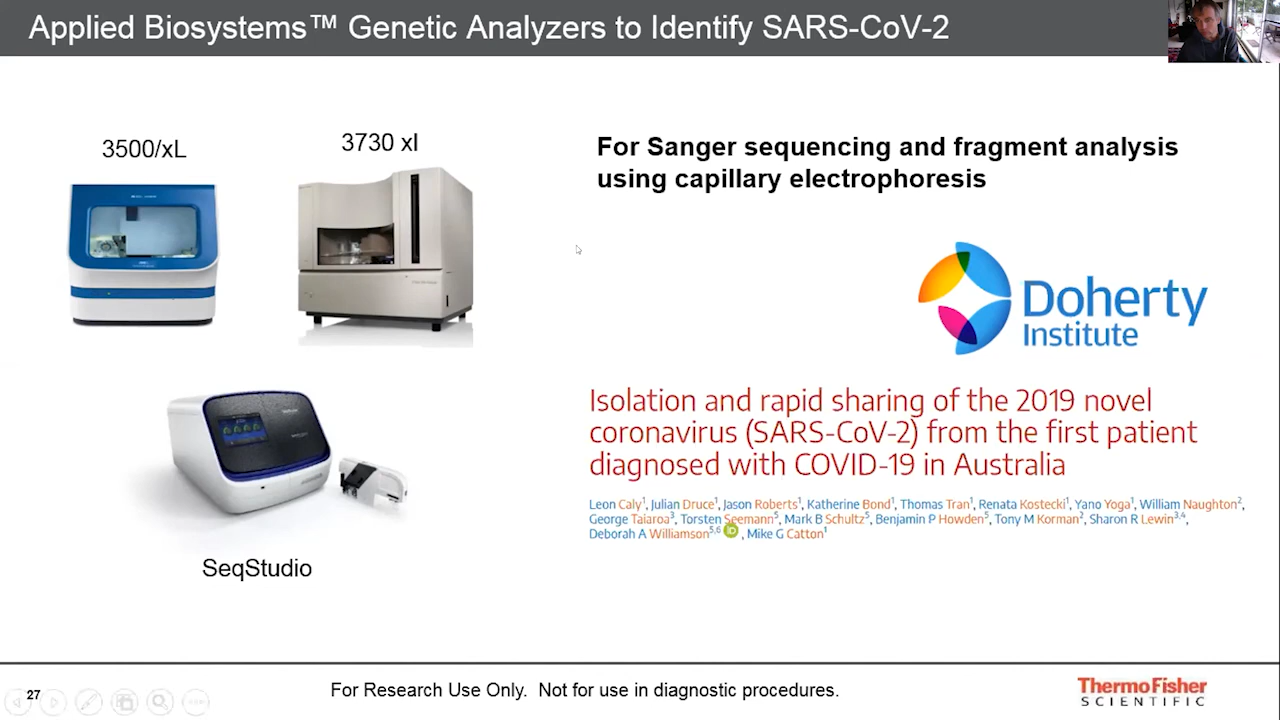 Applied Biosystems™ Genetic Analyzers to Identify SARS-CoV-2
3500/xL
3730 xl
For Sanger sequencing and fragment analysis
using capillary electrophoresis
Doherty
Institute
Isolation and rapid sharing of the 2019 novel
coronavirus (SARS-CoV-2) from the first patient
diagnosed with COVID-19 in Australia
Leon Caly¹, Julian Druce¹, Jason Roberts¹, Katherine Bond¹, Thomas Tran¹, Renata Kostecki¹, Yano Yoga¹, William Naughton²,
George Taiaroa³, Torsten Seemann⁵, Mark B Schultz⁵, Benjamin P Howden⁵, Tony M Korman², Sharon R Lewin³,⁴,
Deborah A Williamson⁵,⁶ iD , Mike G Catton¹
SeqStudio
27
For Research Use Only. Not for use in diagnostic procedures.
ThermoFisher
SCIENTIFIC